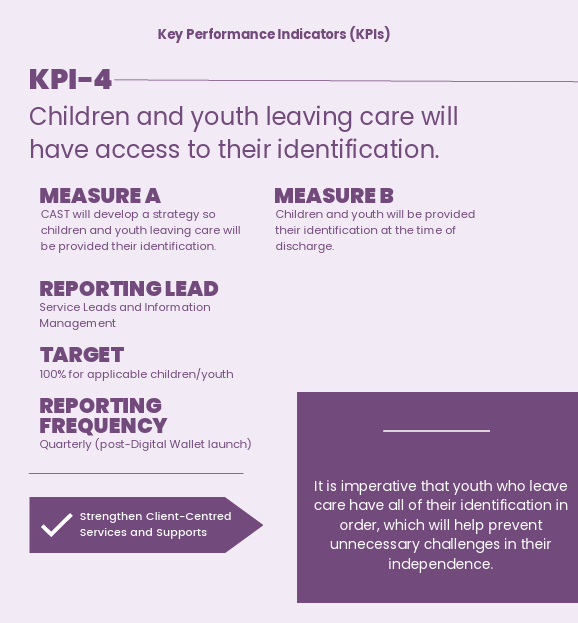 Key Performance Indicators (KPIs)
KPI-4
Children and youth leaving care will
have access to their identification.
MEASURE A
CAST will develop a strategy so
children and youth leaving care will
be provided their identification.
MEASURE B
Children and youth will be provided
their identification at the time of
discharge.
REPORTING LEAD
Service Leads and Information
Management
TARGET
100% for applicable children/youth
REPORTING
FREQUENCY
Quarterly (post-Digital Wallet launch)
Strengthen Client-Centred
Services and Supports
It is imperative that youth who leave
care have all of their identification in
order, which will help prevent
unnecessary challenges in their
independence.